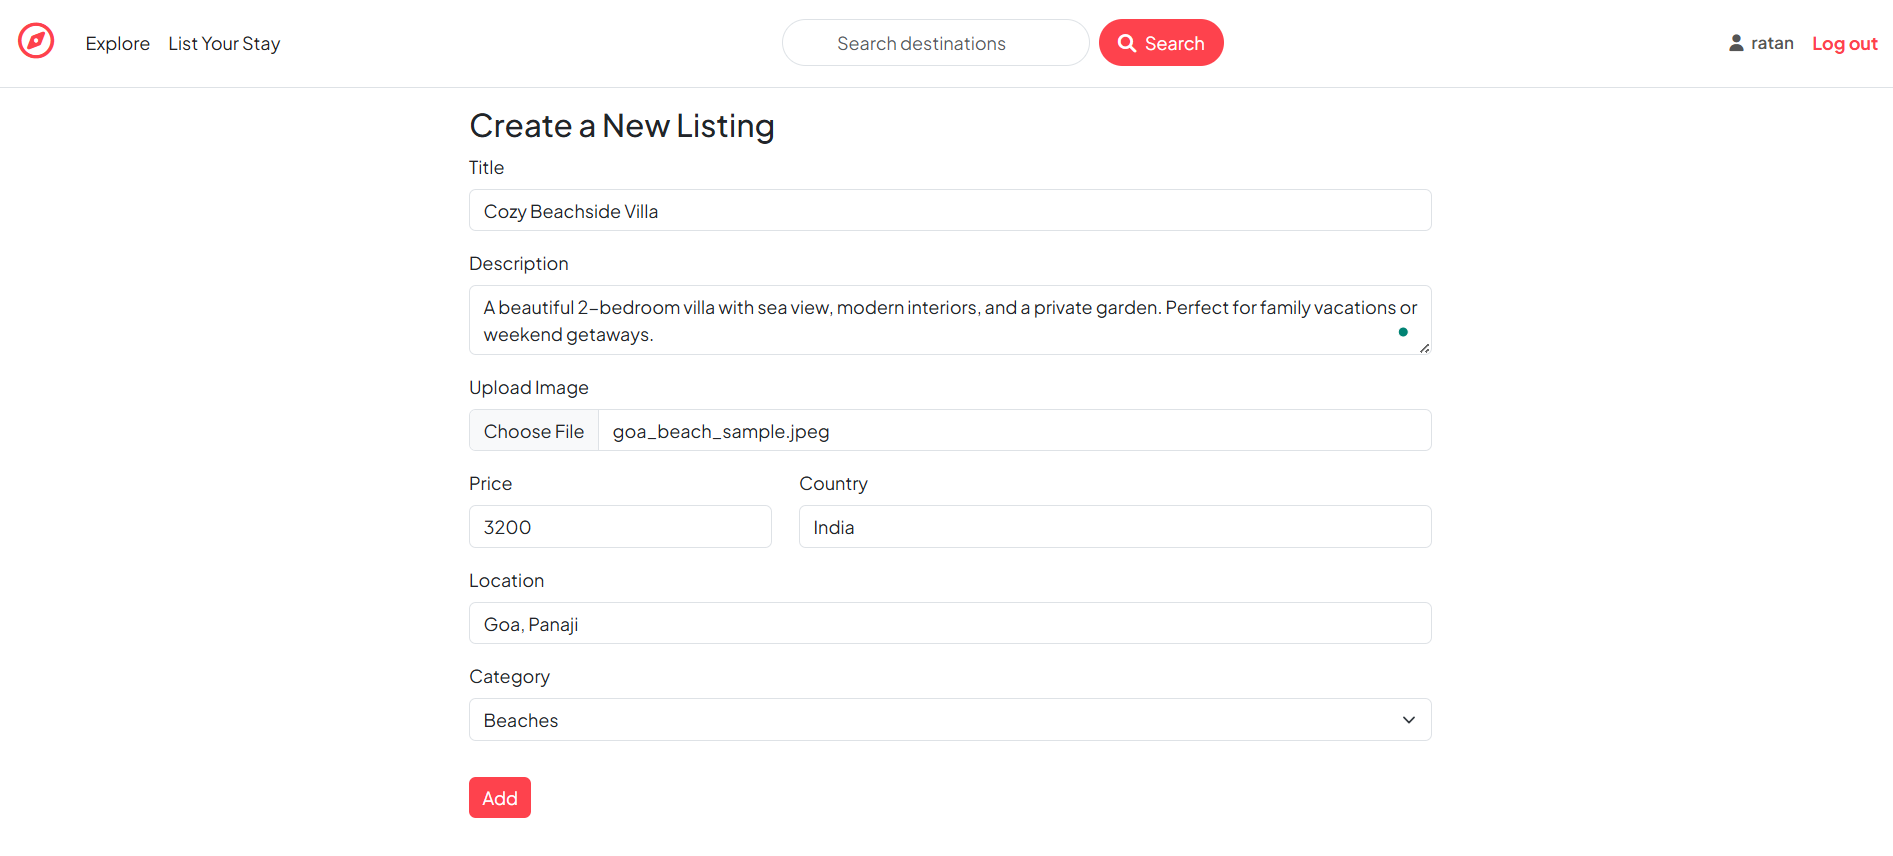 Explore List Your Stay Search destinations Search ratan Log out
Create a New Listing
Title
Cozy Beachside Villa
Description
A beautiful 2-bedroom villa with sea view, modern interiors, and a private garden. Perfect for family vacations or
weekend getaways.
Upload Image
Choose File goa_beach_sample.jpeg
Price Country
3200 India
Location
Goa, Panaji
Category
Beaches
Add